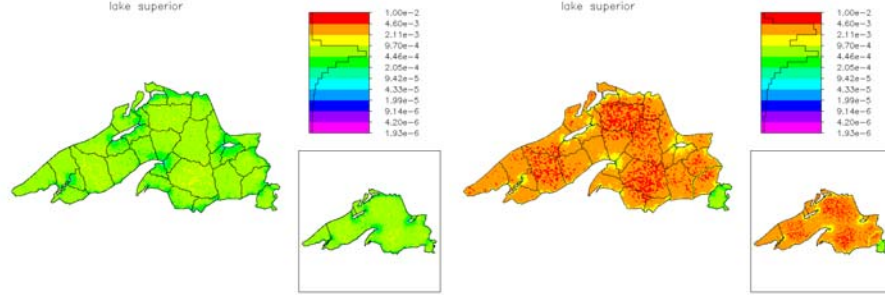 lake superior
1.00e-2
4.60e-3
2.11e-3
9.70e-4
4.46e-4
2.05e-4
9.42e-5
4.33e-5
1.99e-5
9.14e-6
4.20e-6
1.93e-6
lake superior
1.00e-2
4.60e-3
2.11e-3
9.70e-4
4.46e-4
2.05e-4
9.42e-5
4.33e-5
1.99e-5
9.14e-6
4.20e-6
1.93e-6